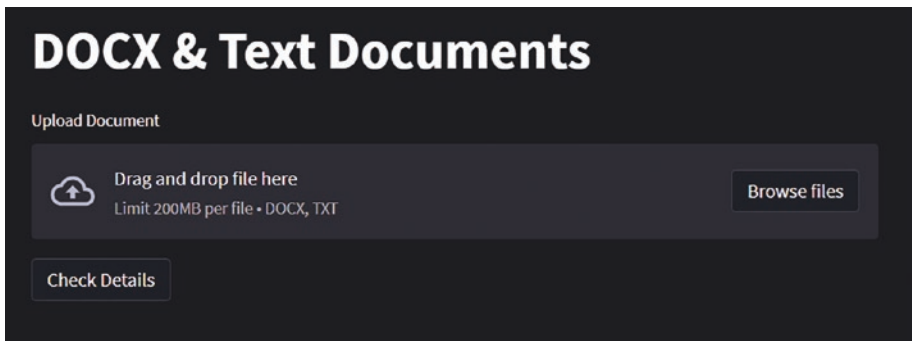 DOCX & Text Documents
Upload Document
Drag and drop file here
Limit 200MB per file • DOCX, TXT
Browse files
Check Details